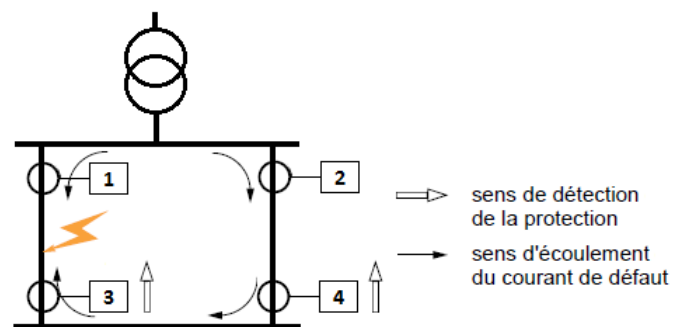 1
2
sens de détection
de la protection
sens d'écoulement
du courant de défaut
3
4